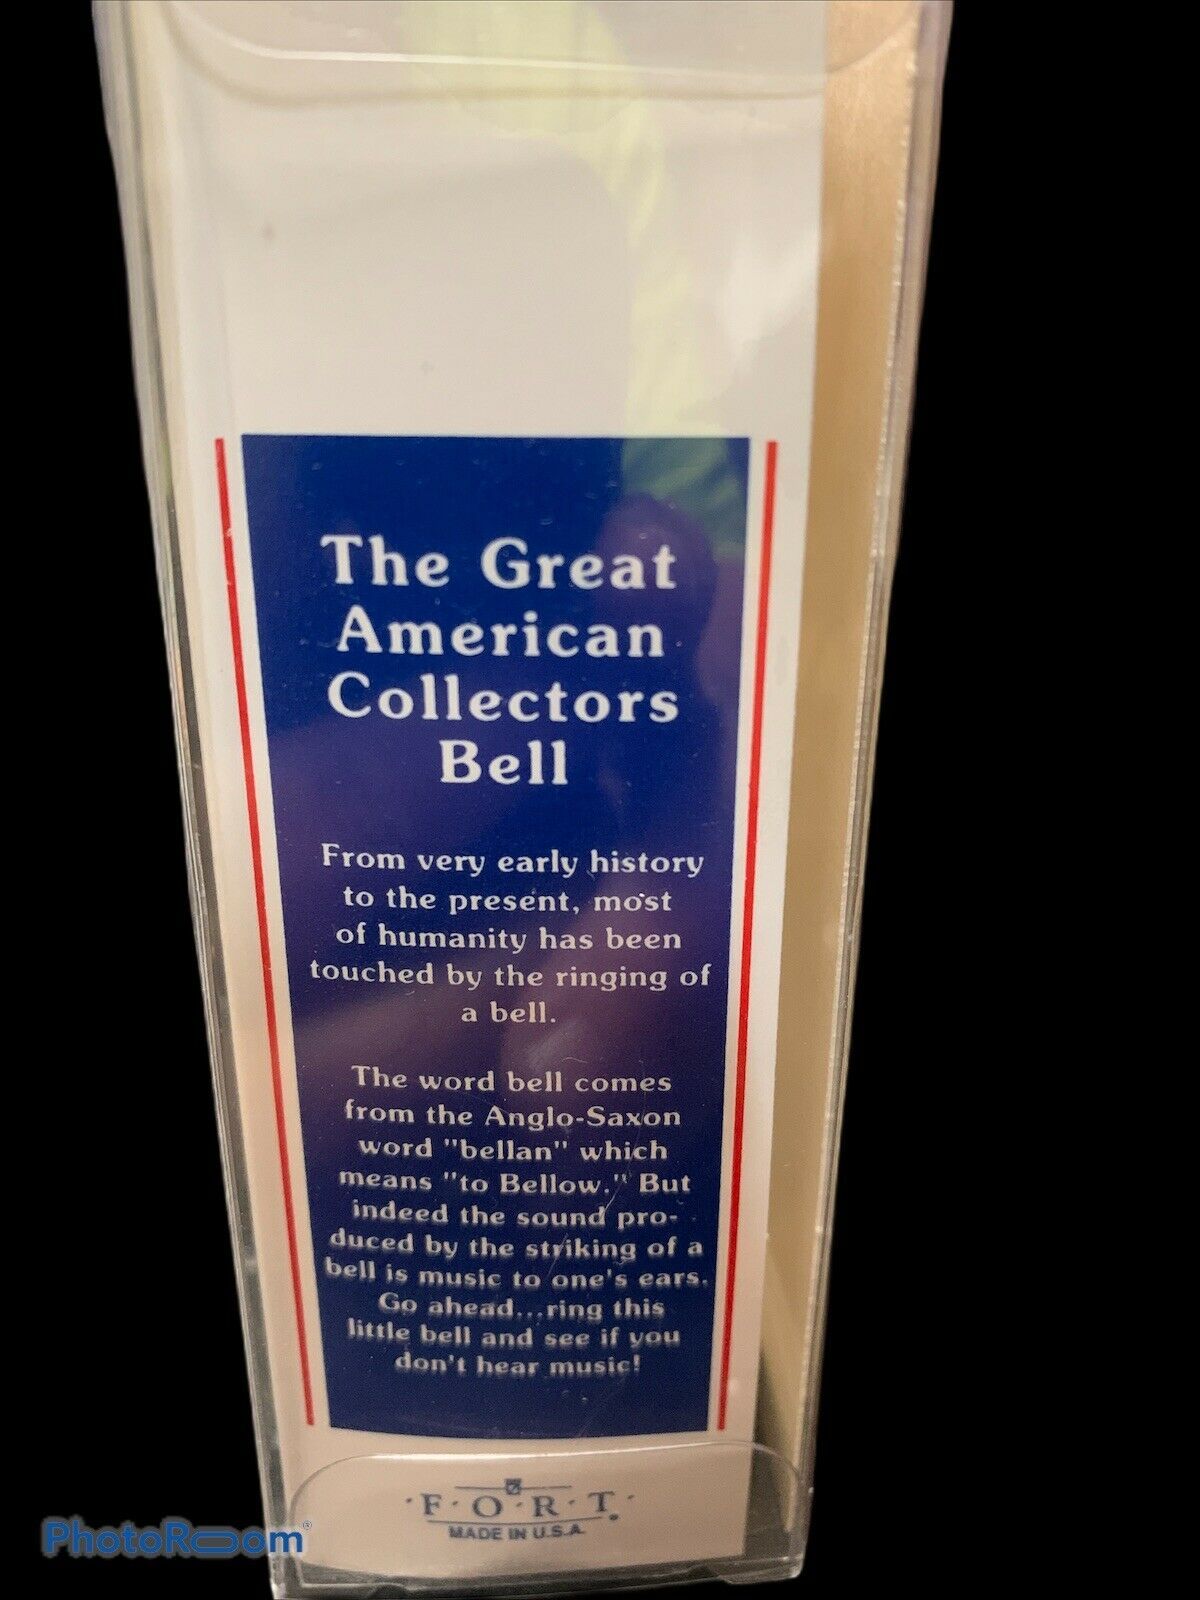 The Great
American
Collectors
Bell
From very early history
to the present, most
of humanity has been
touched by the ringing of
a bell.
The word bell comes
from the Anglo-Saxon
word "bellan" which
means "to Bellow." But
indeed the sound pro-
duced by the striking of a
bell is music to one's ears.
Go ahead...ring this
little bell and see if you
don't hear music!
·F·O·R·T·
MADE IN U.S.A.
PhotoRoom®